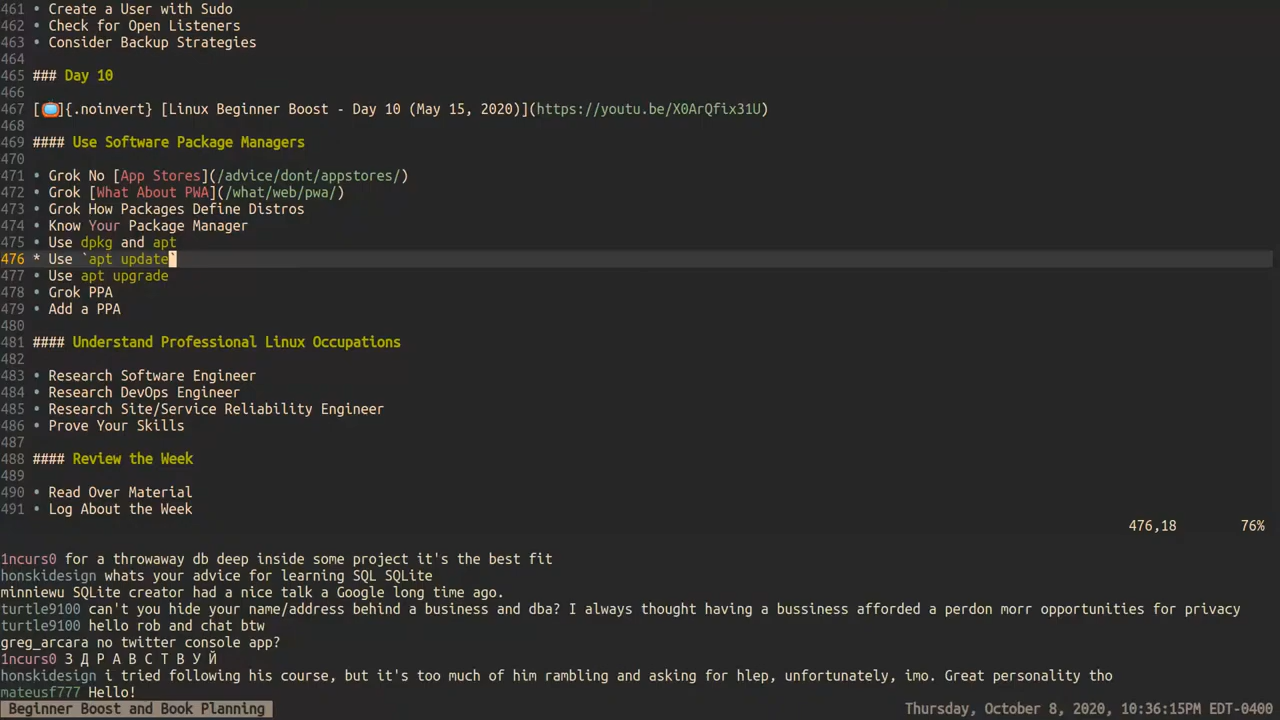 461 • Create a User with Sudo
462 • Check for Open Listeners
463 • Consider Backup Strategies
464
465 ### Day 10
466
467 [📺]{.noinvert} [Linux Beginner Boost - Day 10 (May 15, 2020)](https://youtu.be/X0ArQfix31U)
468
469 #### Use Software Package Managers
470
471 • Grok No [App Stores](/advice/dont/appstores/)
472 • Grok [What About PWA](/what/web/pwa/)
473 • Grok How Packages Define Distros
474 • Know Your Package Manager
475 • Use dpkg and apt
476 * Use `apt update`
477 • Use apt upgrade
478 • Grok PPA
479 • Add a PPA
480
481 #### Understand Professional Linux Occupations
482
483 • Research Software Engineer
484 • Research DevOps Engineer
485 • Research Site/Service Reliability Engineer
486 • Prove Your Skills
487
488 #### Review the Week
489
490 • Read Over Material
491 • Log About the Week
476,18 76%
1ncurs0 for a throwaway db deep inside some project it's the best fit
honskidesign whats your advice for learning SQL SQLite
minniewu SQLite creator had a nice talk a Google long time ago.
turtle9100 can't you hide your name/address behind a business and dba? I always thought having a bussiness afforded a perdon morr opportunities for privacy
turtle9100 hello rob and chat btw
greg_arcara no twitter console app?
1ncurs0 З Д Р А В С Т В У Й
honskidesign i tried following his course, but it's too much of him rambling and asking for hlep, unfortunately, imo. Great personality tho
mateusf777 Hello!
Beginner Boost and Book Planning Thursday, October 8, 2020, 10:36:15PM EDT-0400